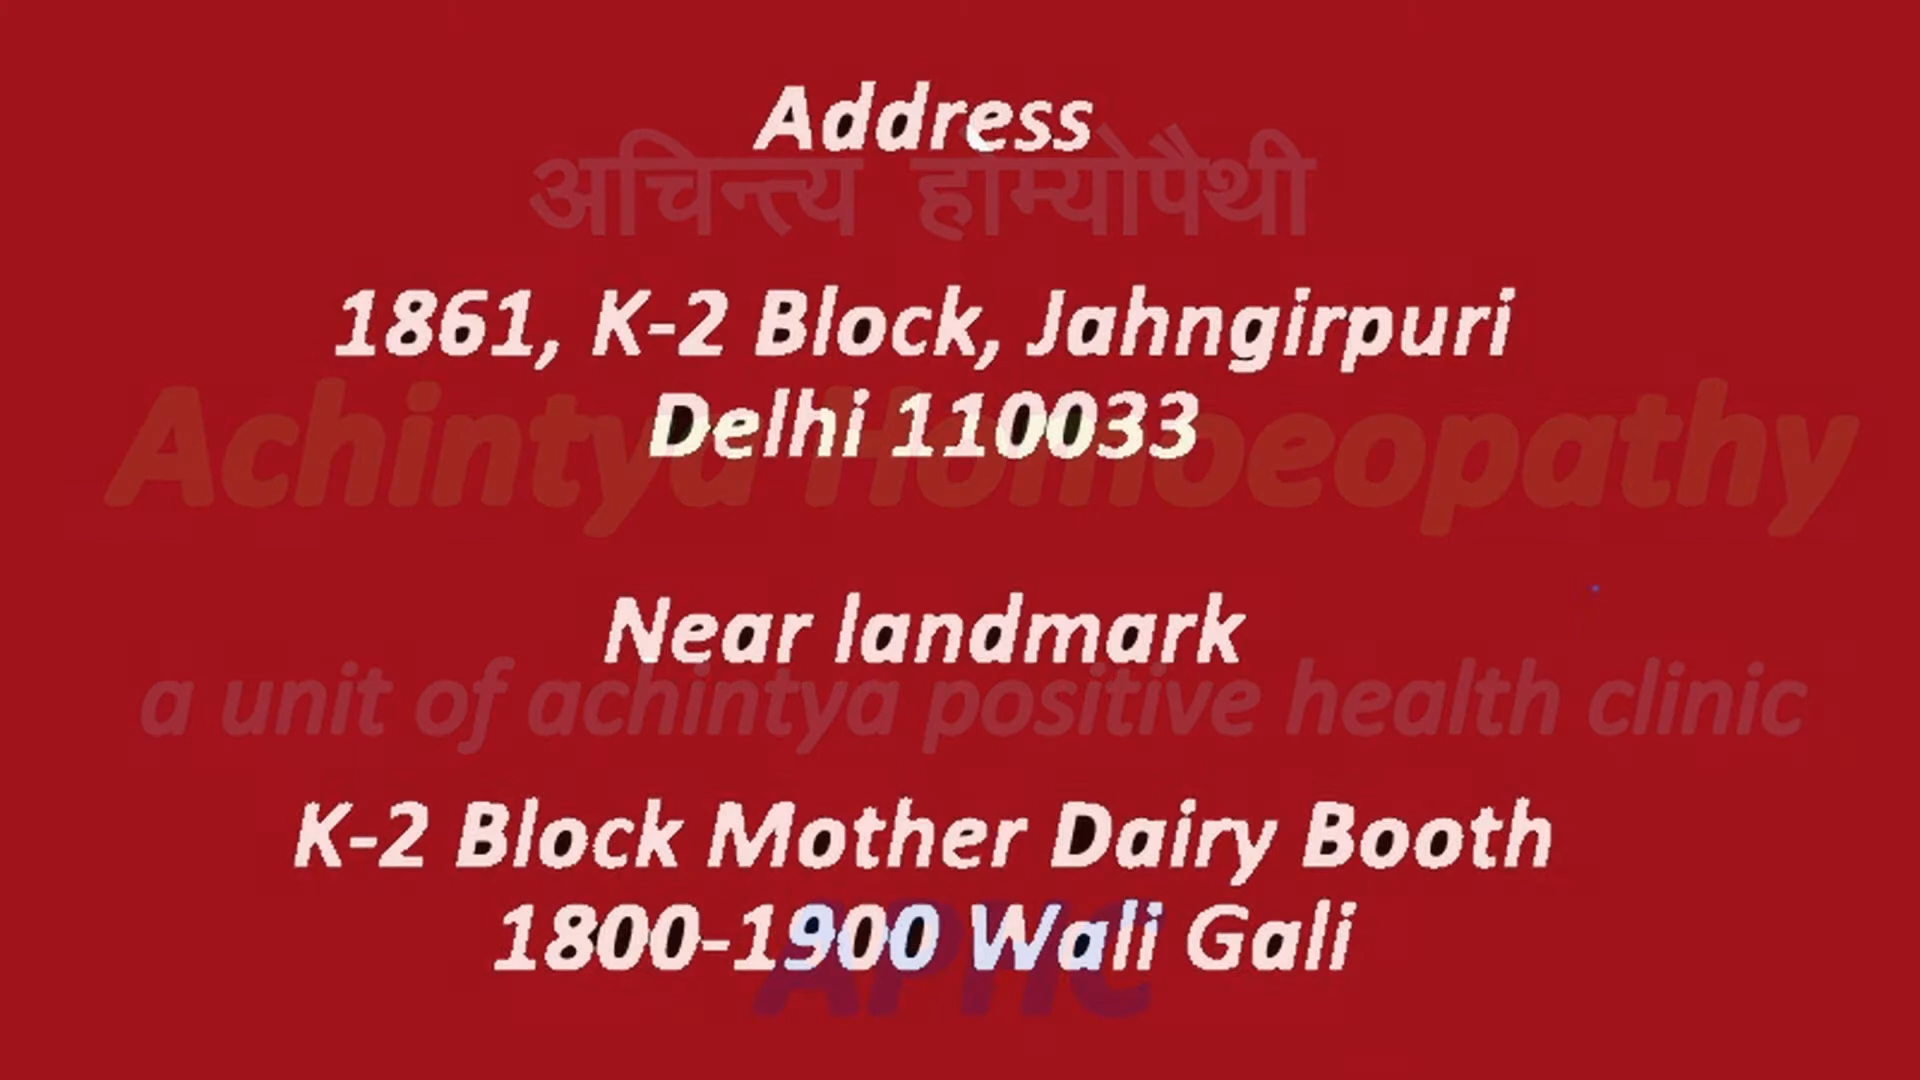 Address
अचिन्त्य होम्योपैथी
1861, K-2 Block, Jahngirpuri
Delhi 110033
Achintya Homoeopathy
Near landmark
a unit of achintya positive health clinic
K-2 Block Mother Dairy Booth
1800-1900 Wali Gali
APHC